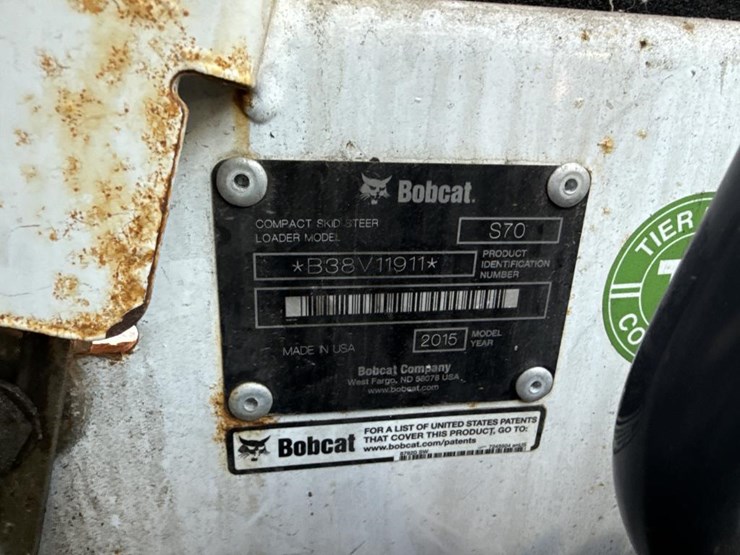 Bobcat.
COMPACT SKID STEER
LOADER MODEL
S70
*B38V11911*
PRODUCT
IDENTIFICATION
NUMBER
MADE IN USA
2015
MODEL
YEAR
Bobcat Company
West Fargo, ND 58078 USA
www.bobcat.com
Bobcat
FOR A LIST OF UNITED STATES PATENTS
THAT COVER THIS PRODUCT, GO TO:
www.bobcat.com/patents
TIER
CO